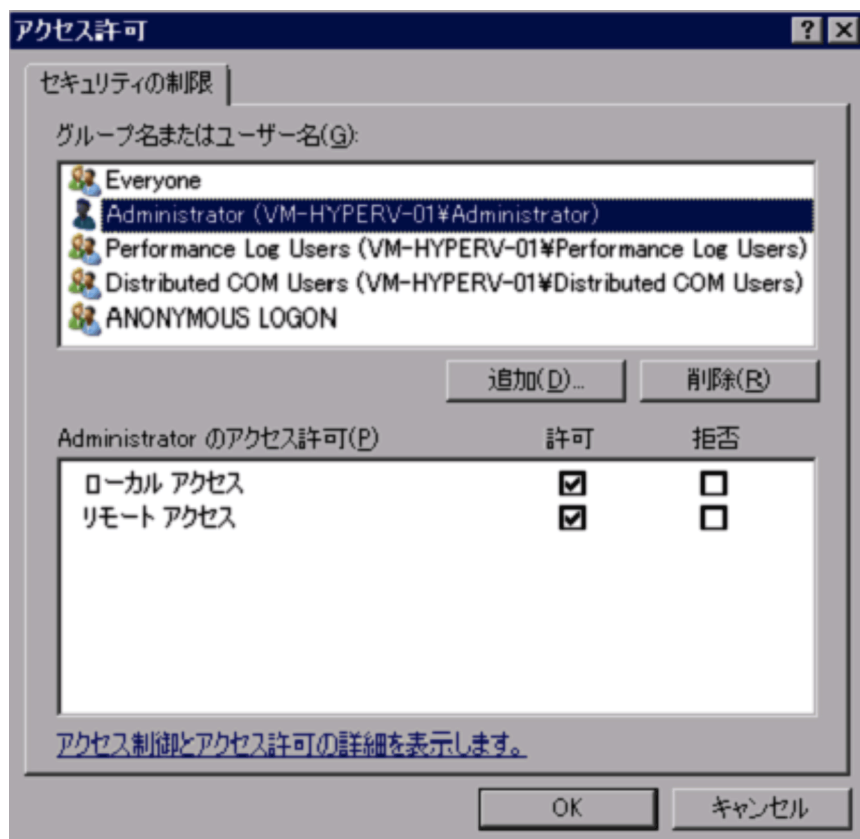 アクセス許可
セキュリティの制限
グループ名またはユーザー名(G):
Everyone
Administrator (VM-HYPERV-01¥Administrator)
Performance Log Users (VM-HYPERV-01¥Performance Log Users)
Distributed COM Users (VM-HYPERV-01¥Distributed COM Users)
ANONYMOUS LOGON
追加(D)... 削除(R)
Administrator のアクセス許可(P) 許可 拒否
ローカル アクセス
リモート アクセス
アクセス制御とアクセス許可の詳細を表示します。
OK キャンセル